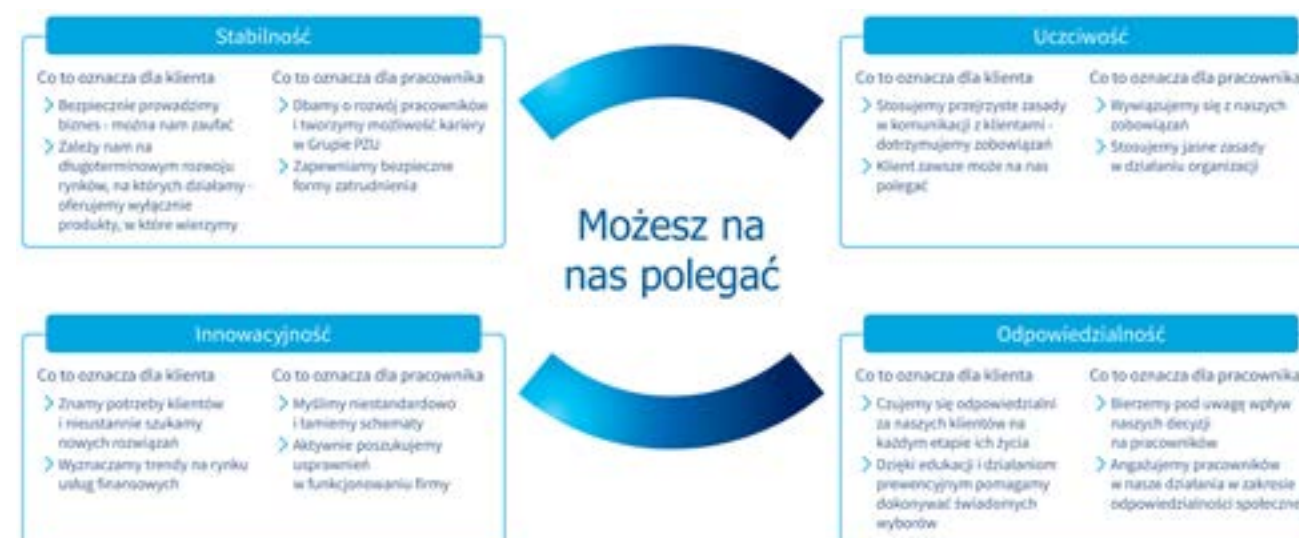 Stabilność
Co to oznacza dla klienta
Bezpiecznie prowadzimy
biznes - można nam zaufać
Zależy nam na
długoterminowym rozwoju
rynków, na których działamy -
oferujemy wyłącznie
produkty, w które wierzymy
Co to oznacza dla pracownika
Dbamy o rozwój pracowników
i tworzymy możliwość kariery
w Grupie PZU
Zapewniamy bezpieczne
formy zatrudnienia
Uczciwość
Co to oznacza dla klienta
Stosujemy przejrzyste zasady
w komunikacji z klientami -
dotrzymujemy zobowiązań
Klient zawsze może na nas
polegać
Co to oznacza dla pracownika
Wywiązujemy się z naszych
zobowiązań
Stosujemy jasne zasady
w działaniu organizacji
Możesz na
nas polegać
Innowacyjność
Co to oznacza dla klienta
Znamy potrzeby klientów
i nieustannie szukamy
nowych rozwiązań
Wyznaczamy trendy na rynku
usług finansowych
Co to oznacza dla pracownika
Myślimy niestandardowo
i łamiemy schematy
Aktywnie poszukujemy
usprawnień
w funkcjonowaniu firmy
Odpowiedzialność
Co to oznacza dla klienta
Czujemy się odpowiedzialni
za naszych klientów na
każdym etapie ich życia
Dzięki edukacji i działaniom
prewencyjnym pomagamy
dokonywać świadomych
wyborów
Co to oznacza dla pracownika
Bierzemy pod uwagę wpływ
naszych decyzji
na pracowników
Angażujemy pracowników
w nasze działania w zakresie
odpowiedzialności społeczne